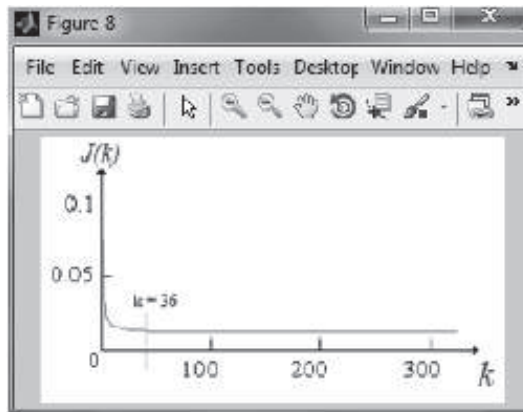 Figure 8
File Edit View Insert Tools Desktop Window Help
J(k)
0.1
0.05
k = 36
0
100
200
300
k